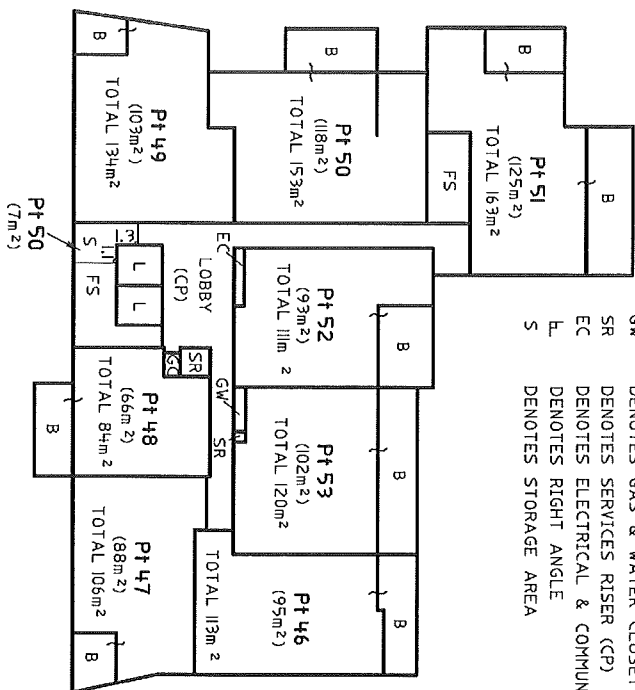 GW DENOTES GAS & WATER CLOSET
SR DENOTES SERVICES RISER (CP)
EC DENOTES ELECTRICAL & COMMUN
DENOTES RIGHT ANGLE
S DENOTES STORAGE AREA
B
Pt 51
(125m²)
TOTAL 163m²
B
FS
B
Pt 50
(118m²)
TOTAL 153m²
B
Pt 49
(103m²)
TOTAL 134m²
EC
Pt 52
(93m²)
TOTAL 111m²
B
LOBBY
(CP)
L
L
1.3
S
FS
Pt 50
(7m²)
SR
GC
GW
SR
Pt 53
(102m²)
TOTAL 120m²
B
Pt 48
(66m²)
TOTAL 84m²
B
Pt 46
(95m²)
TOTAL 113m²
B
Pt 47
(88m²)
TOTAL 106m²
B